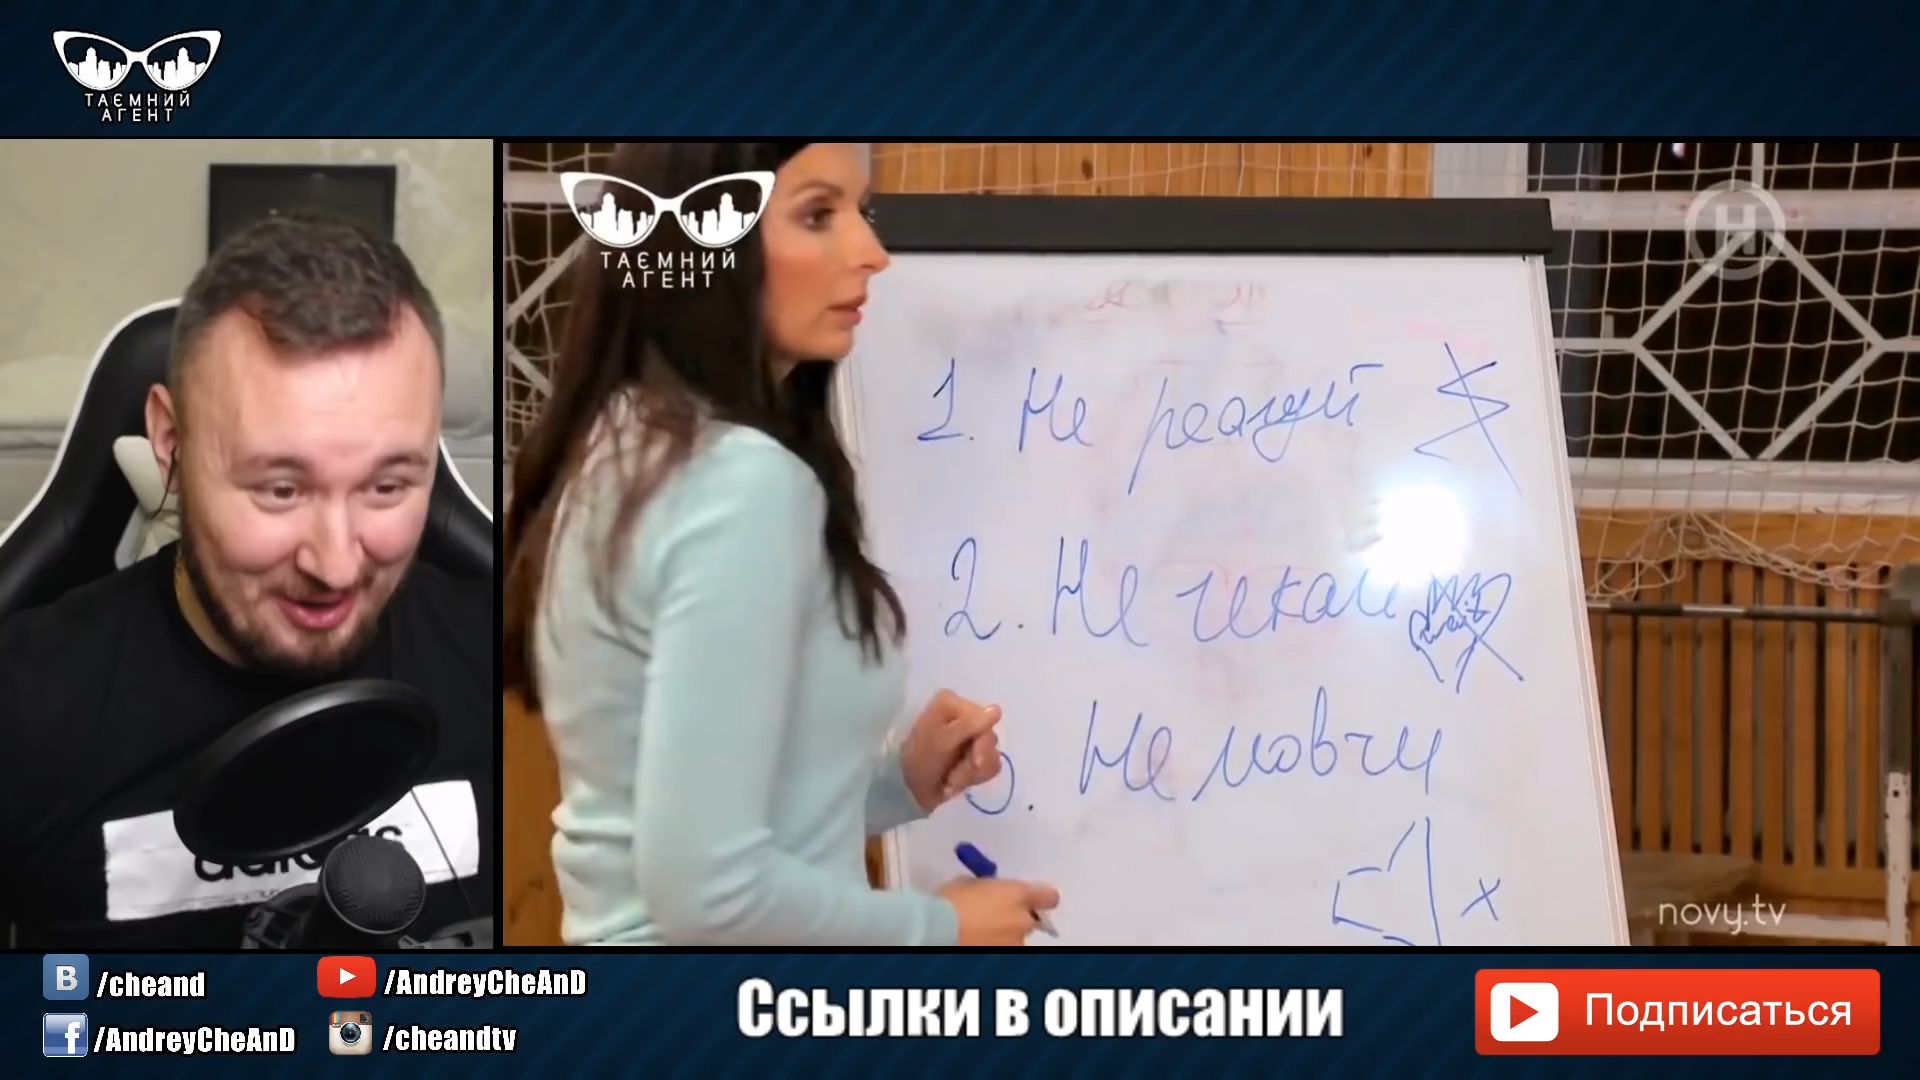 ТАЄМНИЙ
АГЕНТ
ТАЄМНИЙ
АГЕНТ
Н
1. Не реагуй
2. Не чекай
3. Не мовчи
novy.tv
adidas
B /cheand
/AndreyCheAnD
f /AndreyCheAnD
/cheandtv
Ссылки в описании
Подписаться